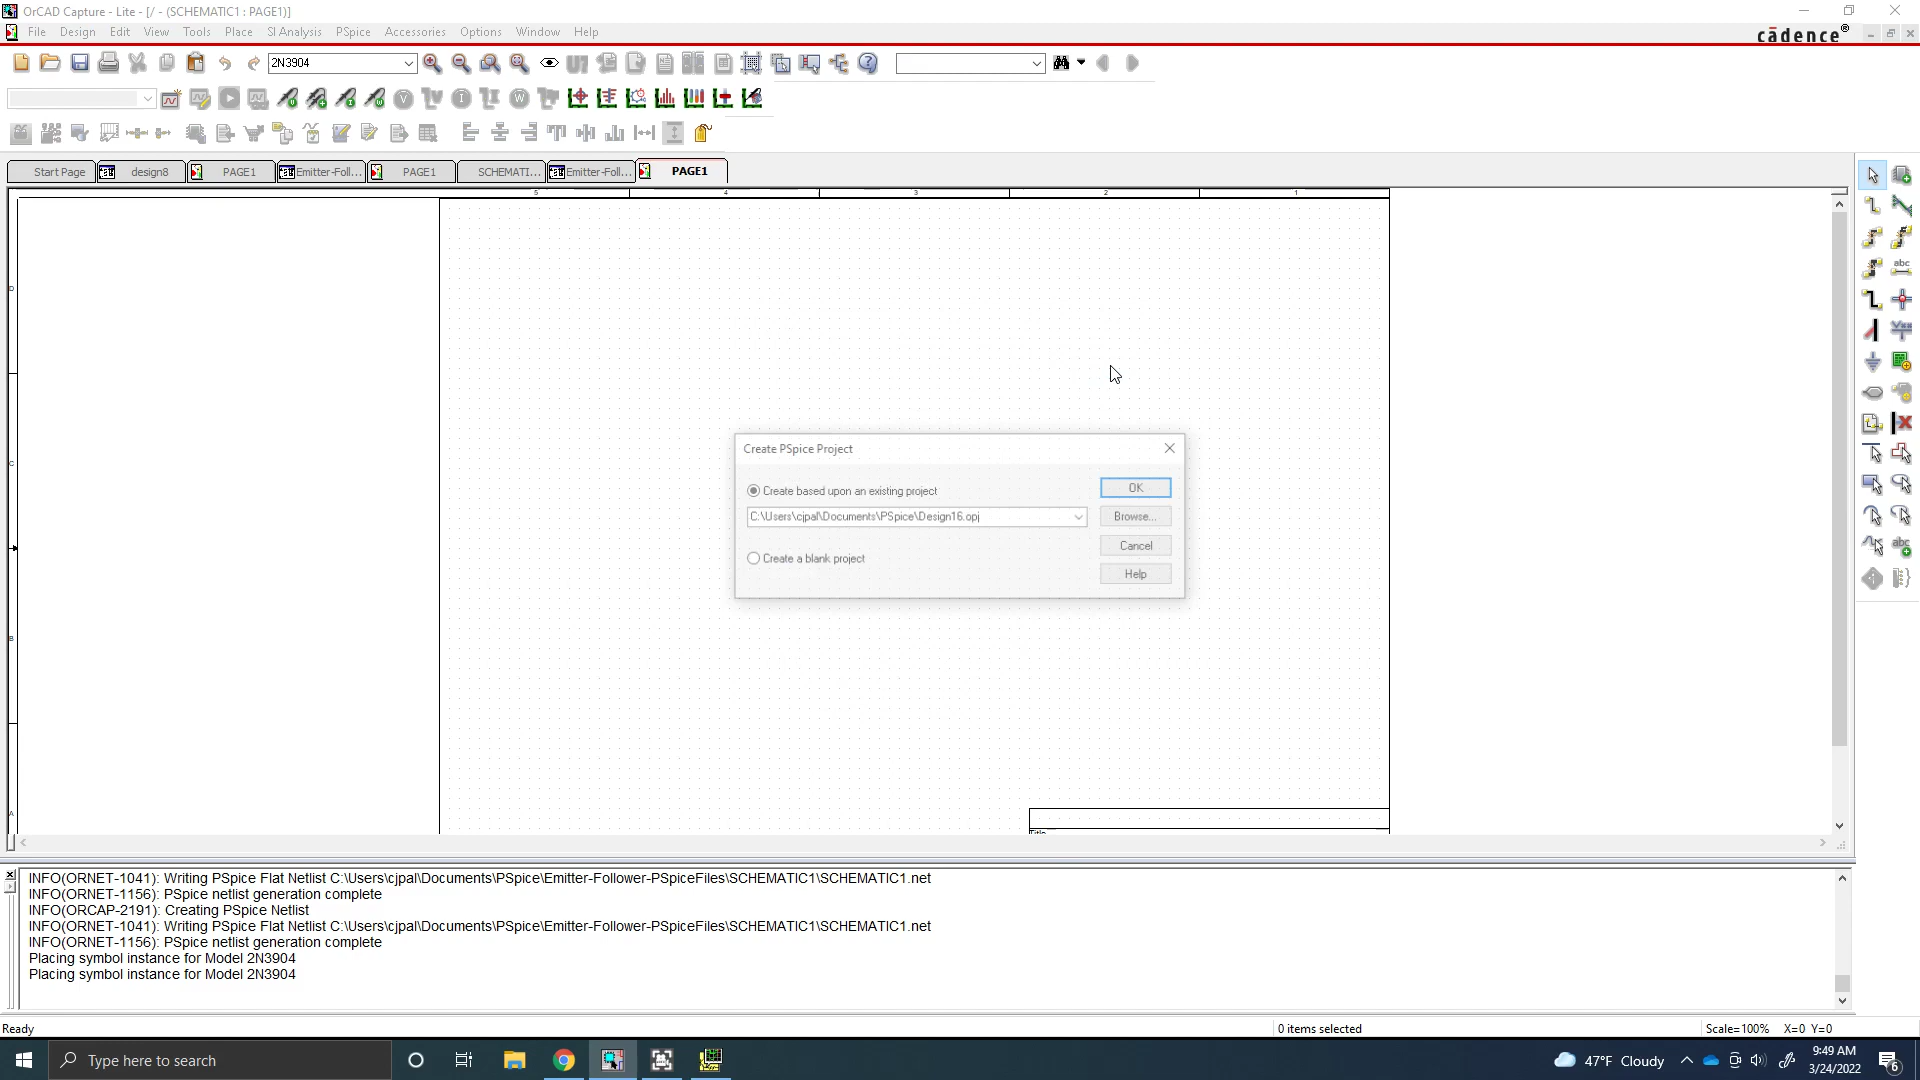 OrCAD Capture - Lite - [/ - (SCHEMATIC1 : PAGE1)]
File Design Edit View Tools Place SI Analysis PSpice Accessories Options Window Help
cādence®
2N3904
Start Page design8 PAGE1 Emitter-Foll... PAGE1 SCHEMATI... Emitter-Foll... PAGE1
5 4 3 2 1
D
C
B
A
Create PSpice Project
Create based upon an existing project
OK
C:\Users\cjpal\Documents\PSpice\Design16.opj
Browse...
Cancel
Create a blank project
Help
Title
INFO(ORNET-1041): Writing PSpice Flat Netlist C:\Users\cjpal\Documents\PSpice\Emitter-Follower-PSpiceFiles\SCHEMATIC1\SCHEMATIC1.net
INFO(ORNET-1156): PSpice netlist generation complete
INFO(ORCAP-2191): Creating PSpice Netlist
INFO(ORNET-1041): Writing PSpice Flat Netlist C:\Users\cjpal\Documents\PSpice\Emitter-Follower-PSpiceFiles\SCHEMATIC1\SCHEMATIC1.net
INFO(ORNET-1156): PSpice netlist generation complete
Placing symbol instance for Model 2N3904
Placing symbol instance for Model 2N3904
Ready 0 items selected Scale=100% X=0 Y=0
Type here to search
47°F Cloudy
9:49 AM
3/24/2022
6